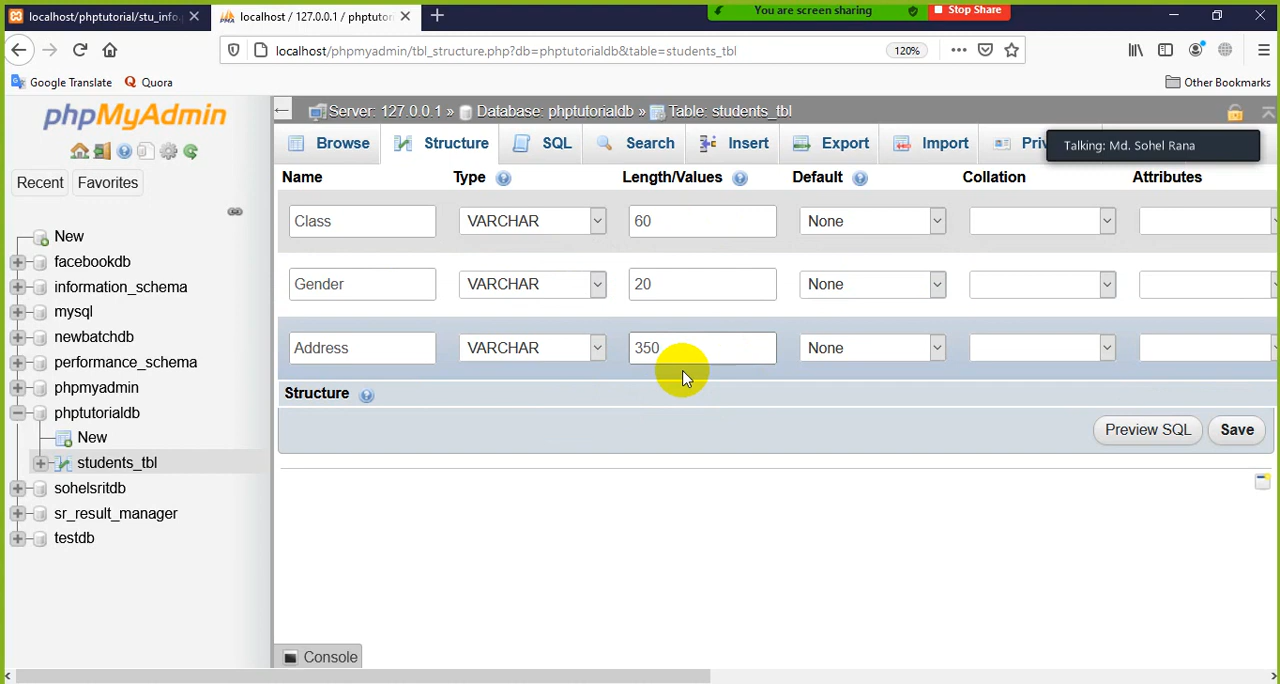 localhost/phptutorial/stu_info.
localhost / 127.0.0.1 / phptutor
You are screen sharing
Stop Share
localhost/phpmyadmin/tbl_structure.php?db=phptutorialdb&table=students_tbl
120%
Google Translate
Quora
Other Bookmarks
phpMyAdmin
Server: 127.0.0.1 » Database: phptutorialdb » Table: students_tbl
Browse
Structure
SQL
Search
Insert
Export
Import
Priv
Talking: Md. Sohel Rana
Recent
Favorites
Name
Type
Length/Values
Default
Collation
Attributes
Class
VARCHAR
60
None
Gender
VARCHAR
20
None
Address
VARCHAR
350
None
Structure
Preview SQL
Save
New
facebookdb
information_schema
mysql
newbatchdb
performance_schema
phpmyadmin
phptutorialdb
New
students_tbl
sohelsritdb
sr_result_manager
testdb
Console